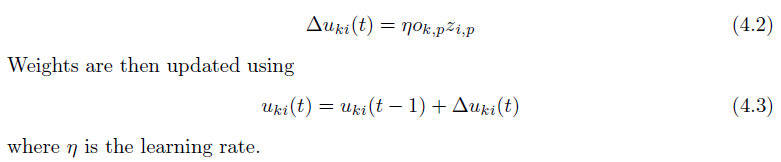 Δu_{ki}(t) = ηo_{k,p}z_{i,p} (4.2)
Weights are then updated using
u_{ki}(t) = u_{ki}(t − 1) + Δu_{ki}(t) (4.3)
where η is the learning rate.